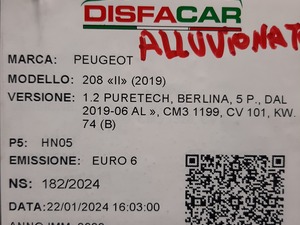 DISFACAR
ALLUVIONAT
MARCA: PEUGEOT
MODELLO: 208 «II» (2019)
VERSIONE: 1.2 PURETECH, BERLINA, 5 P., DAL
2019-06 AL », CM3 1199, CV 101, KW.
74 (B)
P5: HN05
EMISSIONE: EURO 6
NS: 182/2024
DATA:22/01/2024 16:03:00